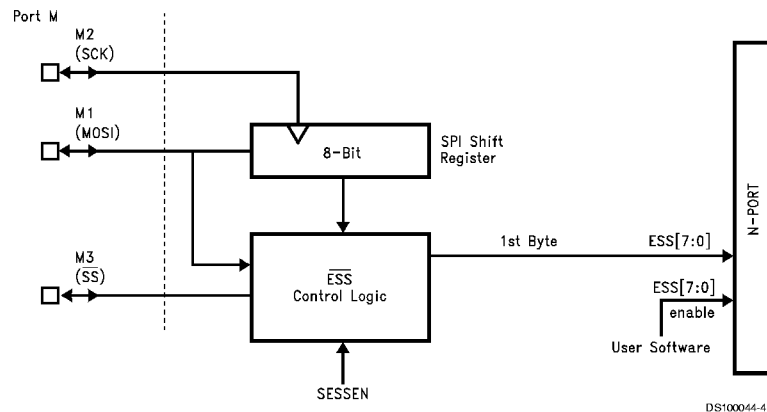 Port M
M2
(SCK)
M1
(MOSI)
8-Bit
SPI Shift
Register
M3
(SS)
ESS
Control Logic
1st Byte
ESS[7:0]
ESS[7:0]
enable
User Software
SESSEN
N-PORT
DS100044-4